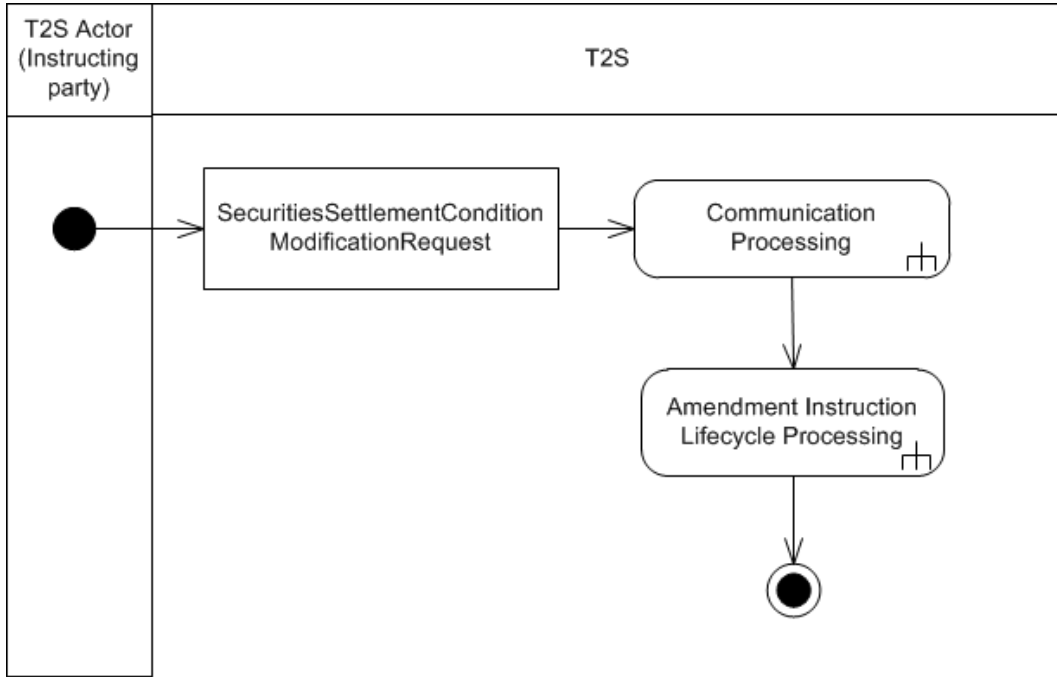 T2S Actor
(Instructing
party)
T2S
SecuritiesSettlementCondition
ModificationRequest
Communication
Processing
Amendment Instruction
Lifecycle Processing